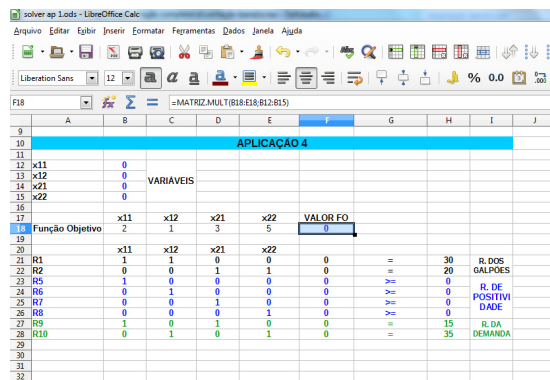 solver ap 1.ods - LibreOffice Calc
Arquivo Editar Exibir Inserir Formatar Ferramentas Dados Janela Ajuda
Liberation Sans 12 a a a a % 0.0
F18 Σ = =MATRIZ.MULT(B18:E18;B12:B15)
A B C D E F G H I J
9
10 APLICAÇÃO 4
11
12 x11 0
13 x12 0
VARIÁVEIS
14 x21 0
15 x22 0
16
17 x11 x12 x21 x22 VALOR FO
18 Função Objetivo 2 1 3 5 0
19
20 x11 x12 x21 x22
21 R1 1 1 0 0 0 = 30 R. DOS
22 R2 0 0 1 1 0 = 20 GALPÕES
23 R5 1 0 0 0 0 >= 0
24 R6 0 1 0 0 0 >= 0
R. DE
POSITIVI
DADE
25 R7 0 0 1 0 0 >= 0
26 R8 0 0 0 1 0 >= 0
27 R9 1 0 1 0 0 = 15 R. DA
28 R10 0 1 0 1 0 = 35 DEMANDA
29
30
31
32